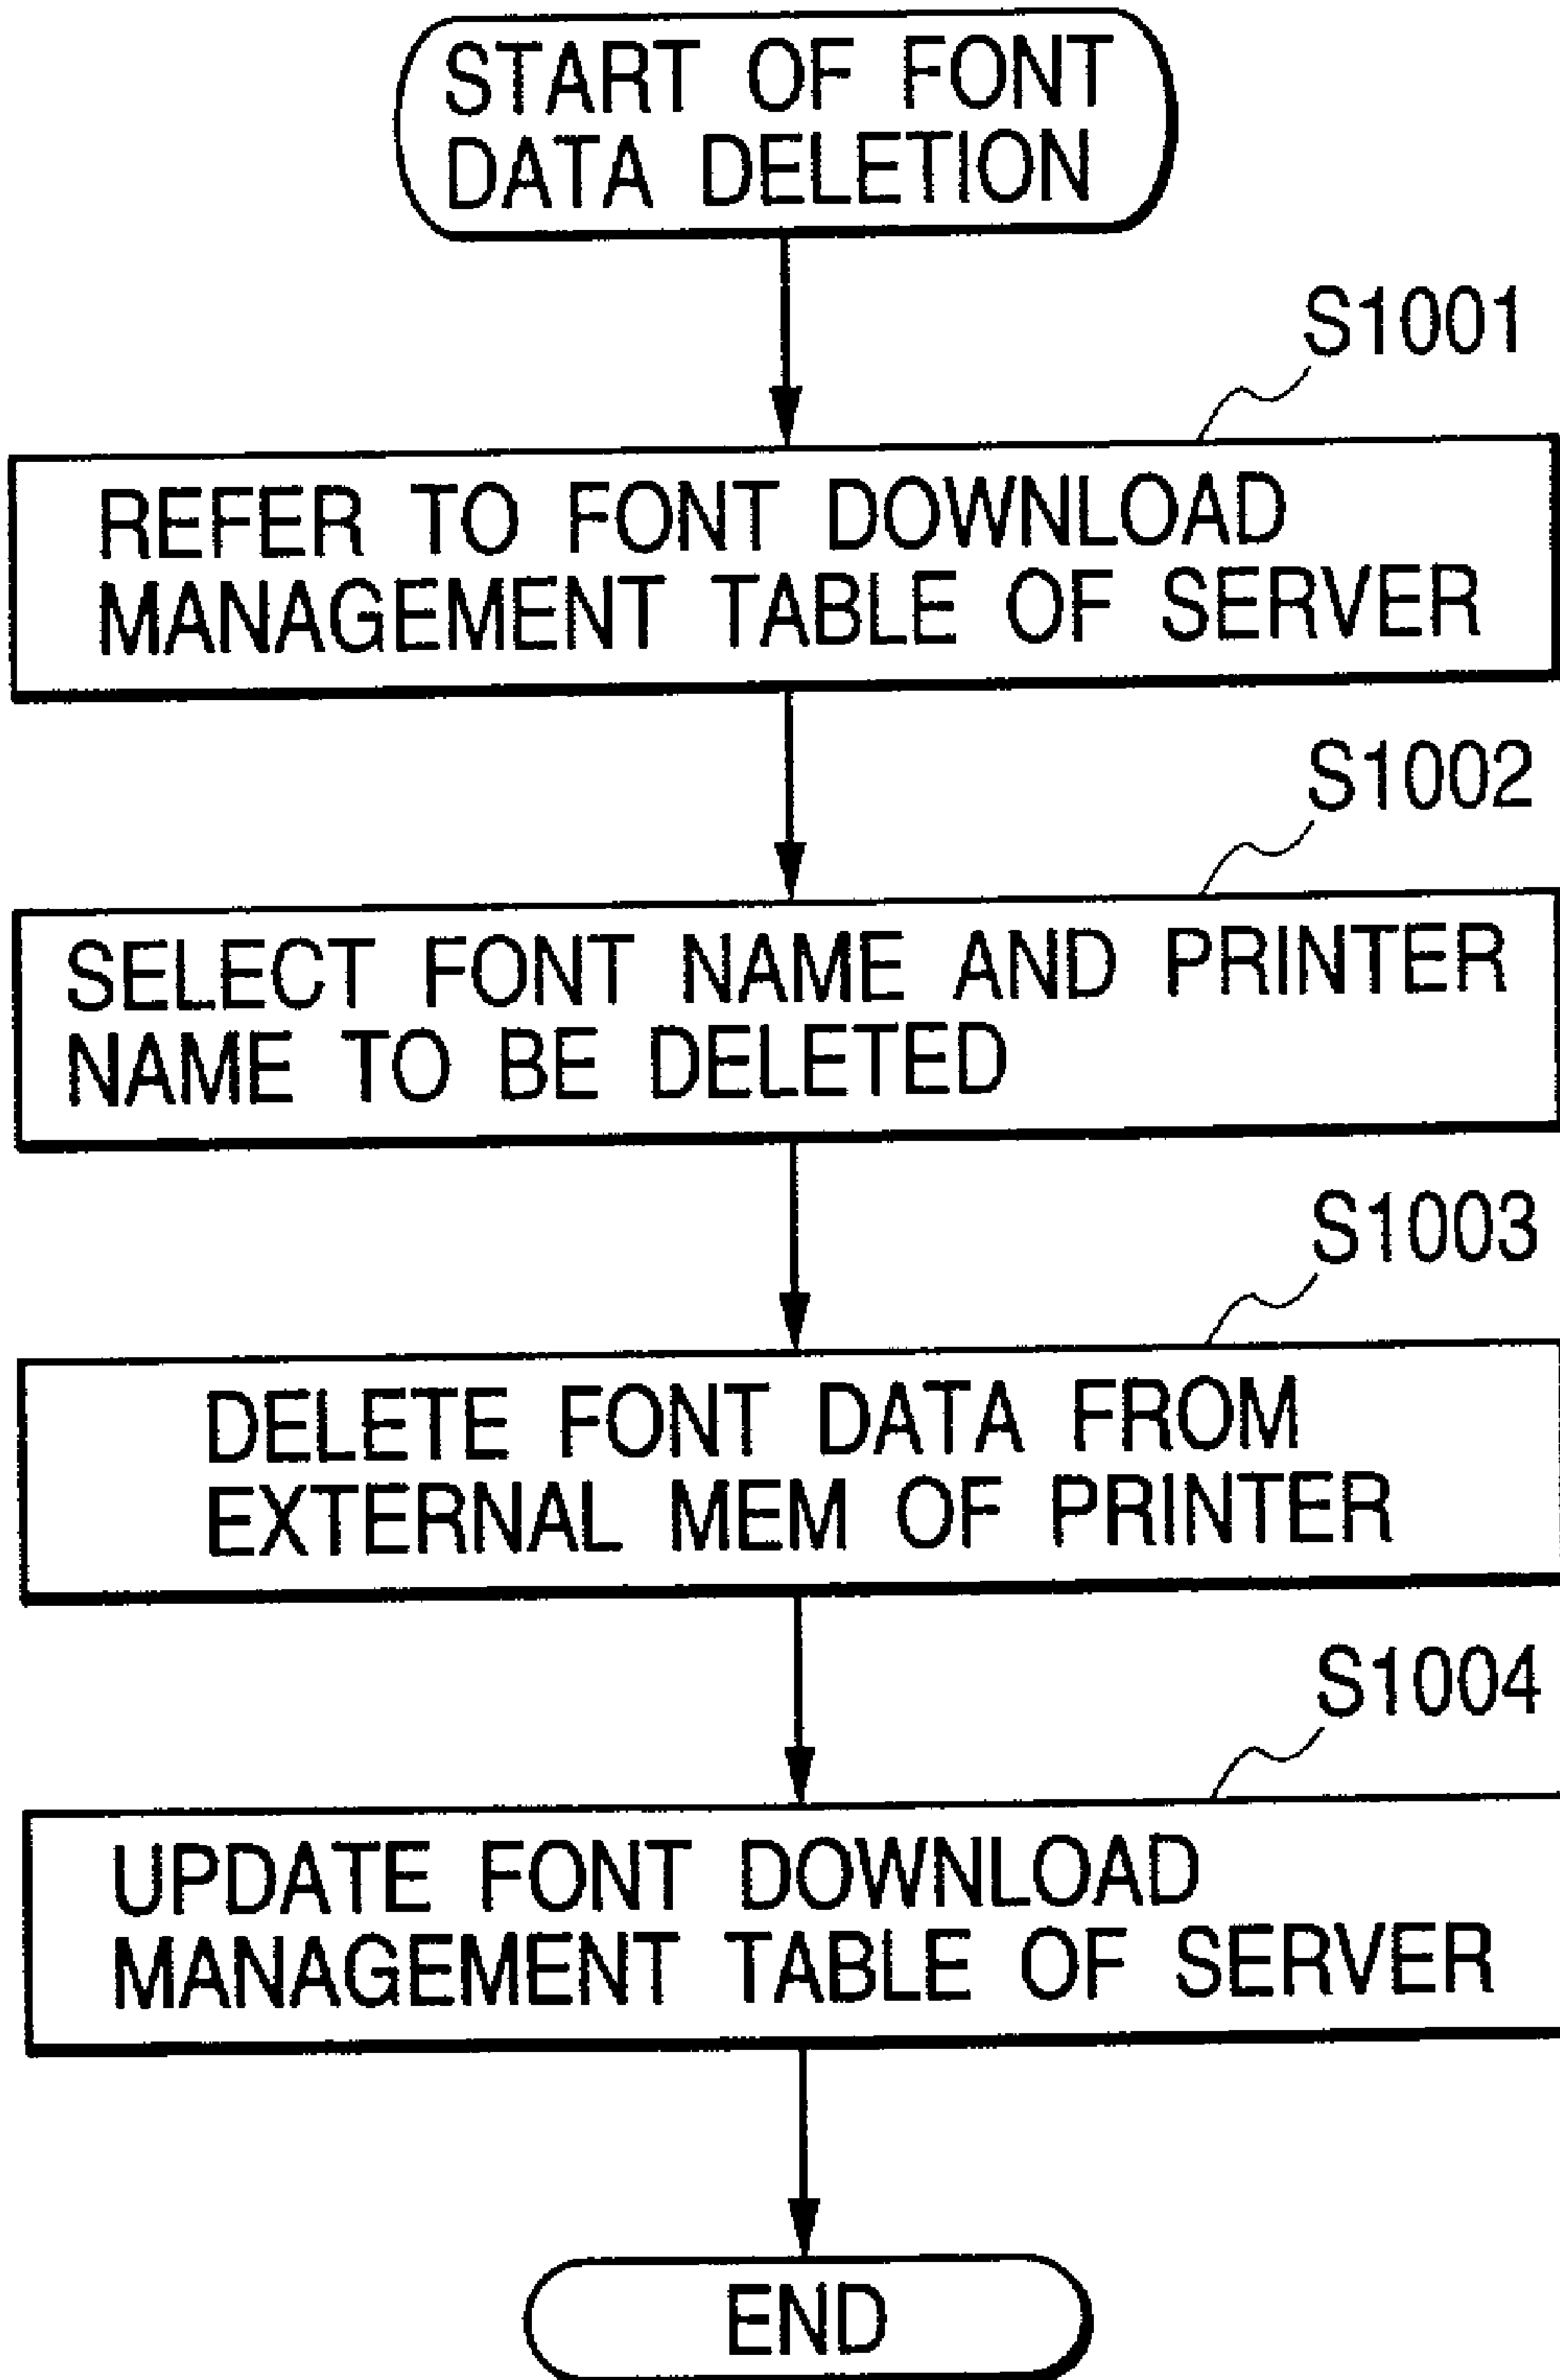 START OF FONT
DATA DELETION
S1001
REFER TO FONT DOWNLOAD
MANAGEMENT TABLE OF SERVER
S1002
SELECT FONT NAME AND PRINTER
NAME TO BE DELETED
S1003
DELETE FONT DATA FROM
EXTERNAL MEM OF PRINTER
S1004
UPDATE FONT DOWNLOAD
MANAGEMENT TABLE OF SERVER
END